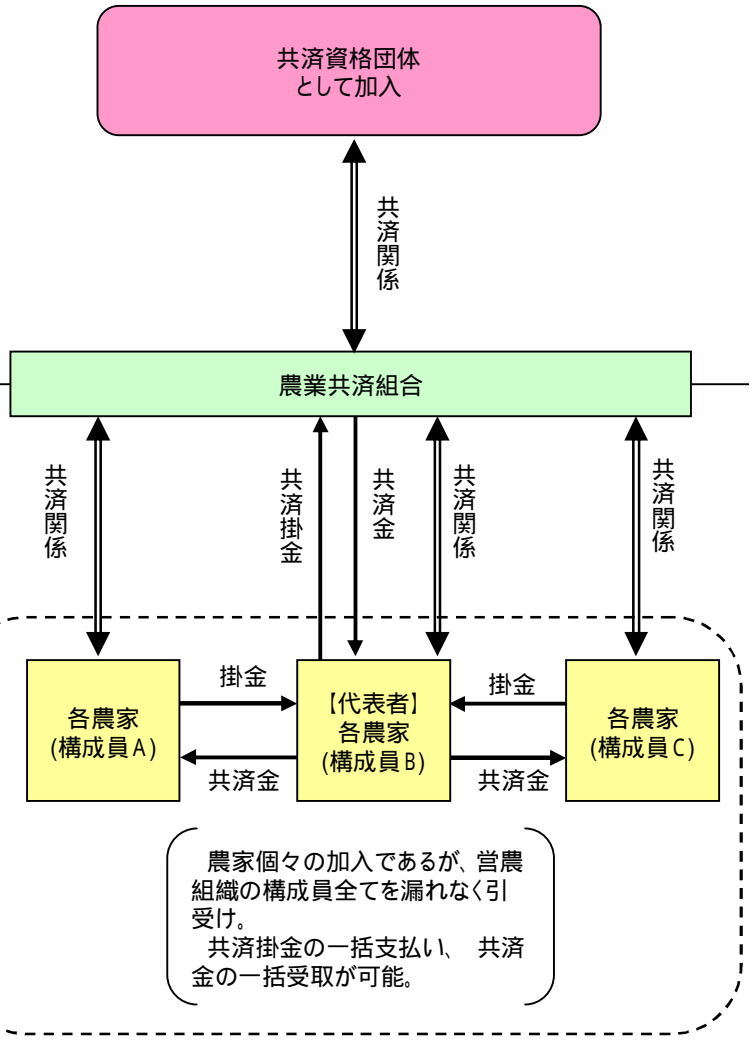 共済資格団体
として加入
共済関係
農業共済組合
共済関係
共済掛金
共済金
共済関係
共済関係
各農家
(構成員A)
掛金
共済金
【代表者】
各農家
(構成員B)
掛金
共済金
各農家
(構成員C)
農家個々の加入であるが、営農
組織の構成員全てを漏れなく引
受け。
共済掛金の一括支払い、 共済
金の一括受取が可能。